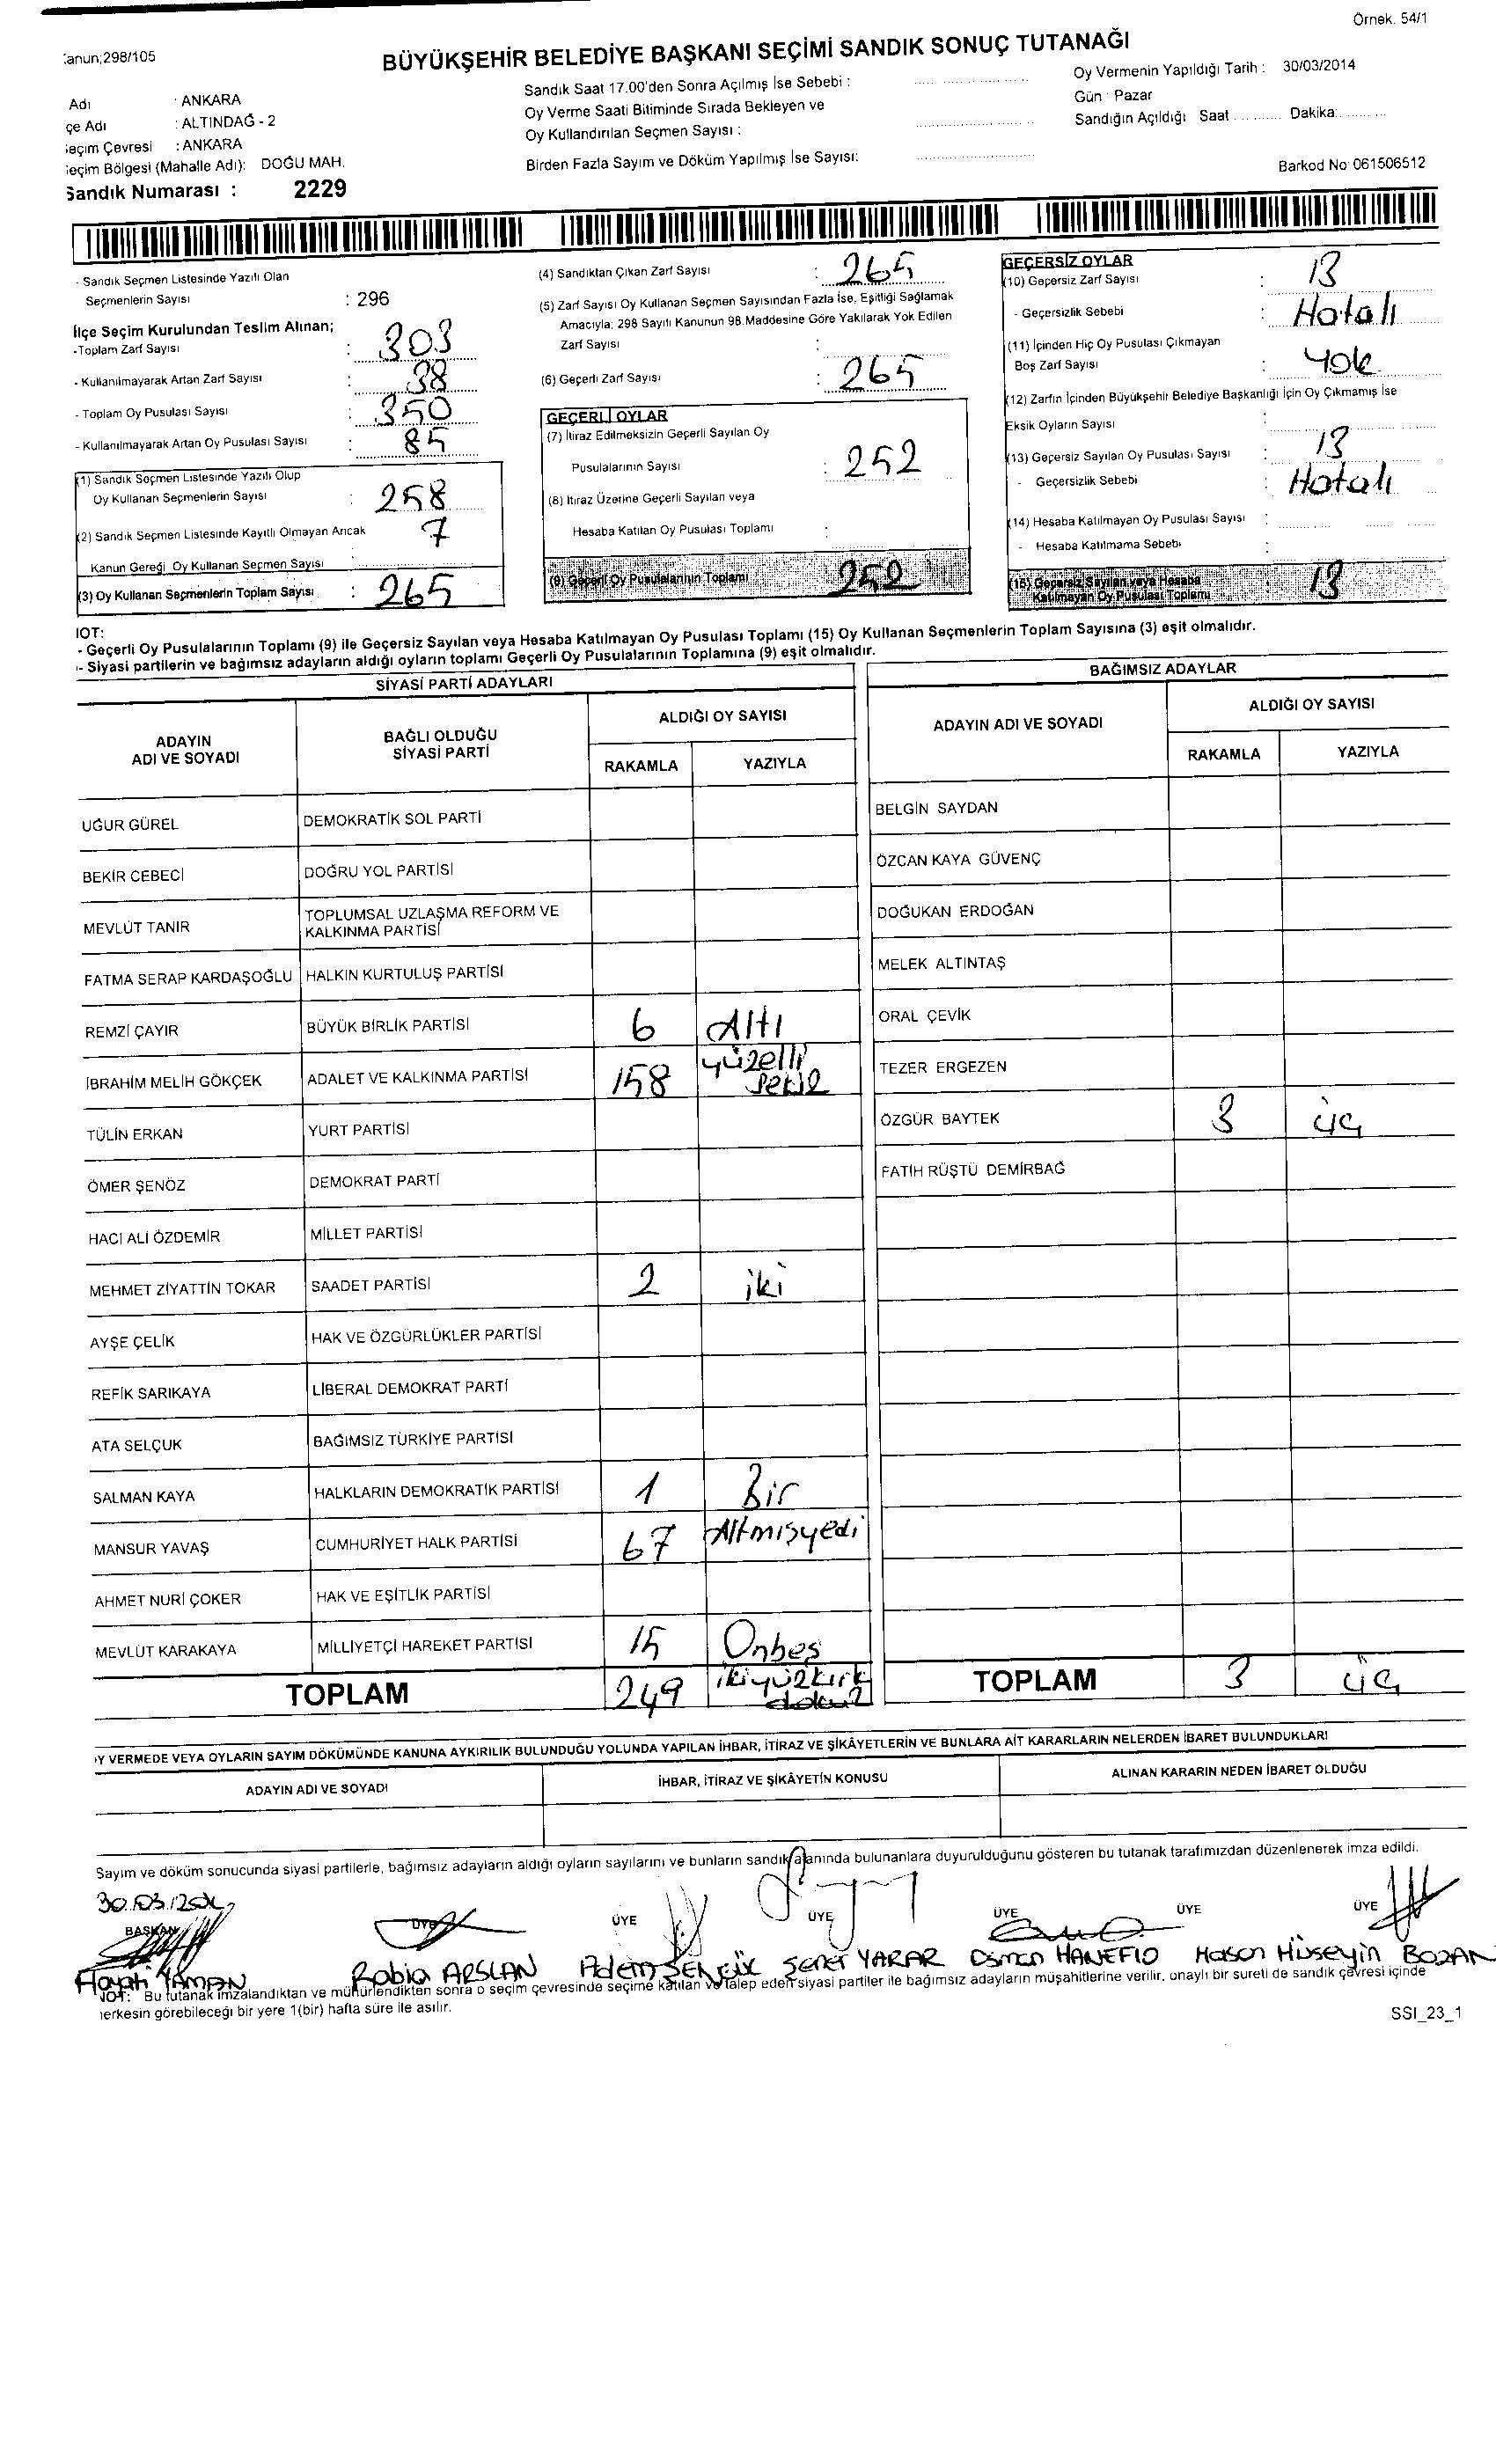 Örnek. 54/1
anun;298/105
BÜYÜKŞEHİR BELEDİYE BAŞKANI SEÇİMİ SANDIK SONUÇ TUTANAĞI
Adı : ANKARA
çe Adı : ALTINDAĞ - 2
eçim Çevresi : ANKARA
eçim Bölgesi (Mahalle Adı): DOĞU MAH.
Sandık Numarası : 2229
Sandık Saat 17.00'den Sonra Açılmış İse Sebebi :
Oy Verme Saati Bitiminde Sırada Bekleyen ve
Oy Kullandırılan Seçmen Sayısı :
Birden Fazla Sayım ve Döküm Yapılmış İse Sayısı:
Oy Vermenin Yapıldığı Tarih : 30/03/2014
Gün : Pazar
Sandığın Açıldığı Saat ........... Dakika:...........
Barkod No: 061506512
- Sandık Seçmen Listesinde Yazılı Olan
Seçmenlerin Sayısı : 296
İlçe Seçim Kurulundan Teslim Alınan;
-Toplam Zarf Sayısı : 303
- Kullanılmayarak Artan Zarf Sayısı : 38
- Toplam Oy Pusulası Sayısı : 350
- Kullanılmayarak Artan Oy Pusulası Sayısı : 85
(1) Sandık Seçmen Listesinde Yazılı Olup
Oy Kullanan Seçmenlerin Sayısı : 258
(2) Sandık Seçmen Listesinde Kayıtlı Olmayan Ancak 7
Kanun Gereği Oy Kullanan Seçmen Sayısı :
(3) Oy Kullanan Seçmenlerin Toplam Sayısı : 265
(4) Sandıktan Çıkan Zarf Sayısı : 265
(5) Zarf Sayısı Oy Kullanan Seçmen Sayısından Fazla İse, Eşitliği Sağlamak
Amacıyla; 298 Sayılı Kanunun 98.Maddesine Göre Yakılarak Yok Edilen
Zarf Sayısı :
(6) Geçerli Zarf Sayısı : 265
GEÇERLİ OYLAR
(7) İtiraz Edilmeksizin Geçerli Sayılan Oy
Pusulalarının Sayısı : 252
(8) İtiraz Üzerine Geçerli Sayılan veya
Hesaba Katılan Oy Pusulası Toplamı :
(9) Geçerli Oy Pusulalarının Toplamı 252
GEÇERSİZ OYLAR
(10) Geçersiz Zarf Sayısı : 13
- Geçersizlik Sebebi : Hatalı
(11) İçinden Hiç Oy Pusulası Çıkmayan
Boş Zarf Sayısı : Yok
(12) Zarfın İçinden Büyükşehir Belediye Başkanlığı İçin Oy Çıkmamış İse
Eksik Oyların Sayısı :
(13) Geçersiz Sayılan Oy Pusulası Sayısı : 13
- Geçersizlik Sebebi : Hatalı
(14) Hesaba Katılmayan Oy Pusulası Sayısı :
- Hesaba Katılmama Sebebi :
(15) Geçersiz Sayılan veya Hesaba
Katılmayan Oy Pusulası Toplamı 13
IOT:
- Geçerli Oy Pusulalarının Toplamı (9) ile Geçersiz Sayılan veya Hesaba Katılmayan Oy Pusulası Toplamı (15) Oy Kullanan Seçmenlerin Toplam Sayısına (3) eşit olmalıdır.
- Siyasi partilerin ve bağımsız adayların aldığı oyların toplamı Geçerli Oy Pusulalarının Toplamına (9) eşit olmalıdır.
SİYASİ PARTİ ADAYLARI
ADAYIN ADI VE SOYADI
BAĞLI OLDUĞU SİYASİ PARTİ
ALDIĞI OY SAYISI
RAKAMLA YAZIYLA
UĞUR GÜREL DEMOKRATİK SOL PARTİ
BEKİR CEBECİ DOĞRU YOL PARTİSİ
MEVLÜT TANIR TOPLUMSAL UZLAŞMA REFORM VE KALKINMA PARTİSİ
FATMA SERAP KARDAŞOĞLU HALKIN KURTULUŞ PARTİSİ
REMZİ ÇAYIR BÜYÜK BİRLİK PARTİSİ 6 Altı
İBRAHİM MELİH GÖKÇEK ADALET VE KALKINMA PARTİSİ 158 yüzelli sekiz
TÜLİN ERKAN YURT PARTİSİ
ÖMER ŞENÖZ DEMOKRAT PARTİ
HACI ALİ ÖZDEMİR MİLLET PARTİSİ
MEHMET ZİYATTİN TOKAR SAADET PARTİSİ 2 iki
AYŞE ÇELİK HAK VE ÖZGÜRLÜKLER PARTİSİ
REFİK SARIKAYA LİBERAL DEMOKRAT PARTİ
ATA SELÇUK BAĞIMSIZ TÜRKİYE PARTİSİ
SALMAN KAYA HALKLARIN DEMOKRATİK PARTİSİ 1 Bir
MANSUR YAVAŞ CUMHURİYET HALK PARTİSİ 67 Altmışyedi
AHMET NURİ ÇOKER HAK VE EŞİTLİK PARTİSİ
MEVLÜT KARAKAYA MİLLİYETÇİ HAREKET PARTİSİ 15 Onbeş
TOPLAM 249 ikiyüzkırk dokuz
BAĞIMSIZ ADAYLAR
ADAYIN ADI VE SOYADI
ALDIĞI OY SAYISI
RAKAMLA YAZIYLA
BELGİN SAYDAN
ÖZCAN KAYA GÜVENÇ
DOĞUKAN ERDOĞAN
MELEK ALTINTAŞ
ORAL ÇEVİK
TEZER ERGEZEN
ÖZGÜR BAYTEK 3 üç
FATİH RÜŞTÜ DEMİRBAĞ
TOPLAM 3 üç
Y VERMEDE VEYA OYLARIN SAYIM DÖKÜMÜNDE KANUNA AYKIRILIK BULUNDUĞU YOLUNDA YAPILAN İHBAR, İTİRAZ VE ŞİKÂYETLERİN VE BUNLARA AİT KARARLARIN NELERDEN İBARET BULUNDUKLARI
ADAYIN ADI VE SOYADI İHBAR, İTİRAZ VE ŞİKÂYETİN KONUSU ALINAN KARARIN NEDEN İBARET OLDUĞU
Sayım ve döküm sonucunda siyasi partilerle, bağımsız adayların aldığı oyların sayılarını ve bunların sandık alanında bulunanlara duyurulduğunu gösteren bu tutanak tarafımızdan düzenlenerek imza edildi.
30.03.2014
BAŞKAN ÜYE ÜYE ÜYE ÜYE ÜYE ÜYE
Hayati YAMAN Rabia ARSLAN Adem Şeref YARAR Osman HANEFİO Hasan Hüseyin BOZAN
NOT: Bu tutanak imzalandıktan ve mühürlendikten sonra o seçim çevresinde seçime katılan ve talep eden siyasi partiler ile bağımsız adayların müşahitlerine verilir, onaylı bir sureti de sandık çevresi içinde
erkesin görebileceği bir yere 1(bir) hafta süre ile asılır.
SSI_23_1